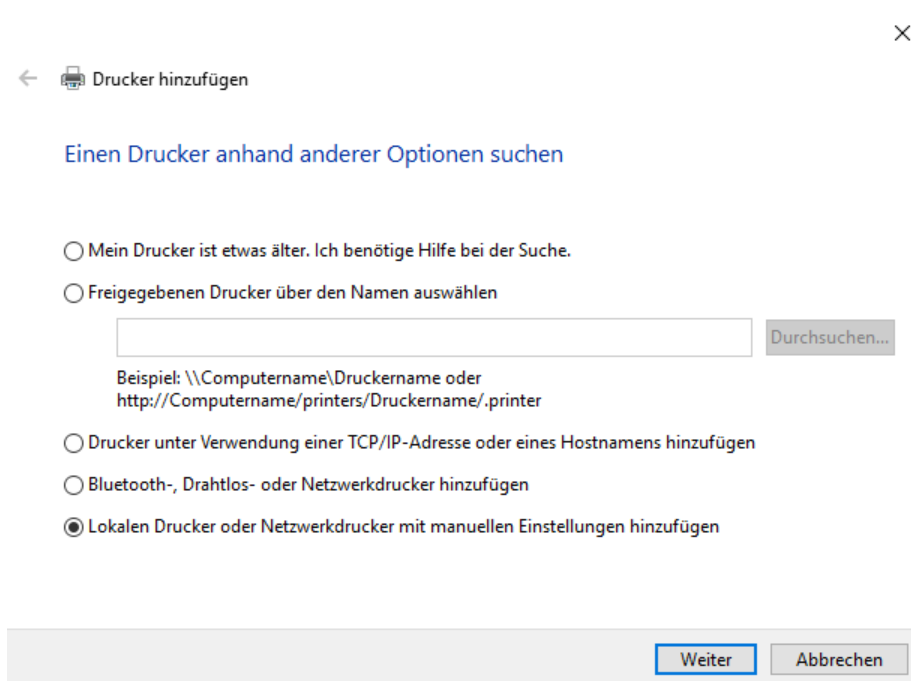 Drucker hinzufügen
Einen Drucker anhand anderer Optionen suchen
Mein Drucker ist etwas älter. Ich benötige Hilfe bei der Suche.
Freigegebenen Drucker über den Namen auswählen
Durchsuchen...
Beispiel: \\Computername\Druckername oder
http://Computername/printers/Druckername/.printer
Drucker unter Verwendung einer TCP/IP-Adresse oder eines Hostnamens hinzufügen
Bluetooth-, Drahtlos- oder Netzwerkdrucker hinzufügen
Lokalen Drucker oder Netzwerkdrucker mit manuellen Einstellungen hinzufügen
Weiter Abbrechen